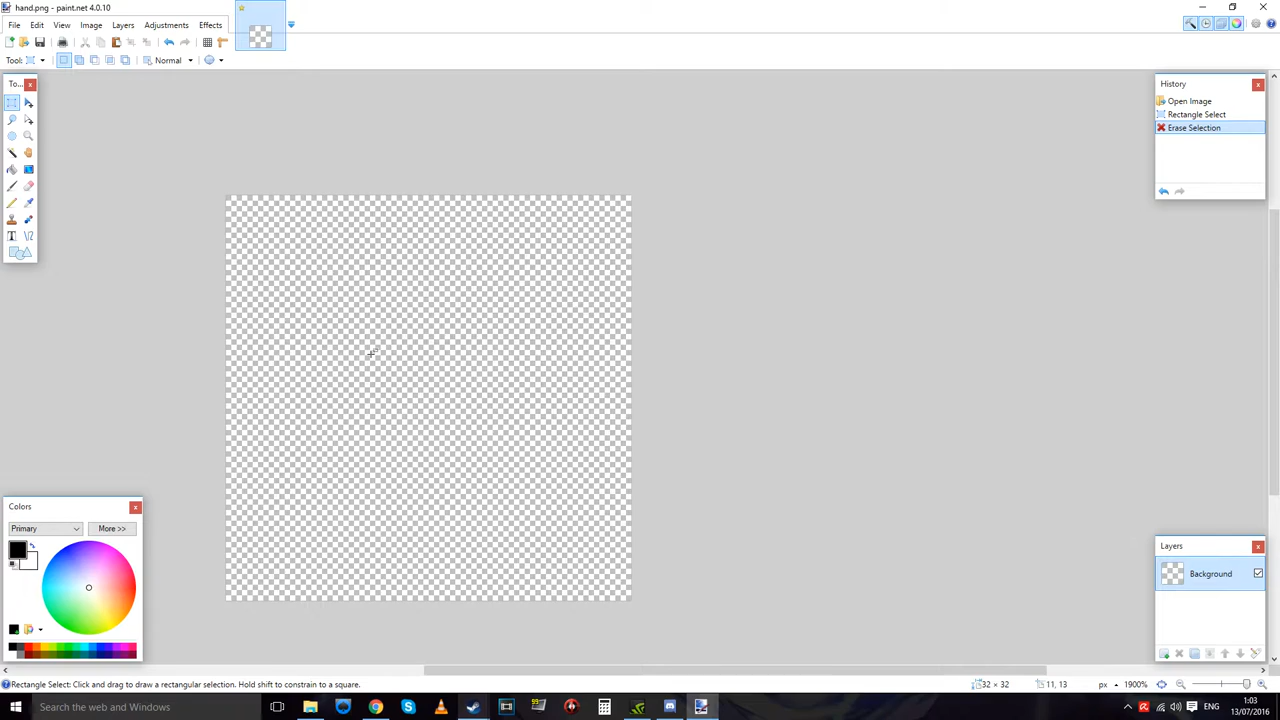 hand.png - paint.net 4.0.10
File Edit View Image Layers Adjustments Effects
Tool: Normal
To...
History
Open Image
Rectangle Select
Erase Selection
Colors
Primary More >>
Layers
Background
Rectangle Select: Click and drag to draw a rectangular selection. Hold shift to constrain to a square. 32 × 32 11, 13 px 1900%
Search the web and Windows ENG 1:03
13/07/2016